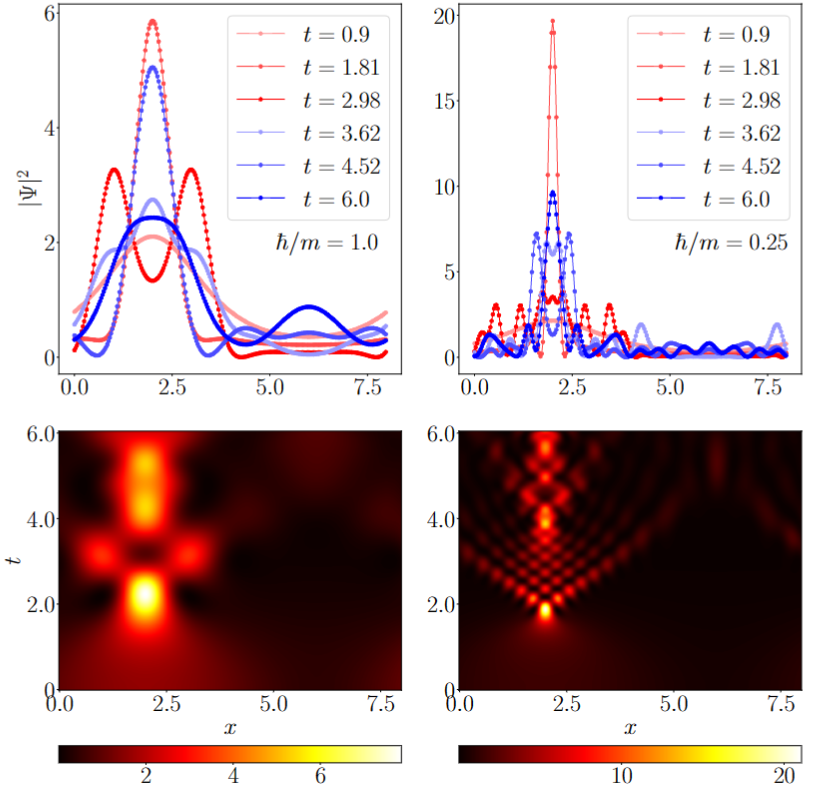 6
4
2
0
|Ψ|²
0.0 2.5 5.0 7.5
t = 0.9
t = 1.81
t = 2.98
t = 3.62
t = 4.52
t = 6.0
ħ/m = 1.0
20
15
10
5
0
0.0 2.5 5.0 7.5
t = 0.9
t = 1.81
t = 2.98
t = 3.62
t = 4.52
t = 6.0
ħ/m = 0.25
6.0
4.0
2.0
0
t
0.0 2.5 5.0 7.5
x
2 4 6
6.0
4.0
2.0
0
0.0 2.5 5.0 7.5
x
10 20